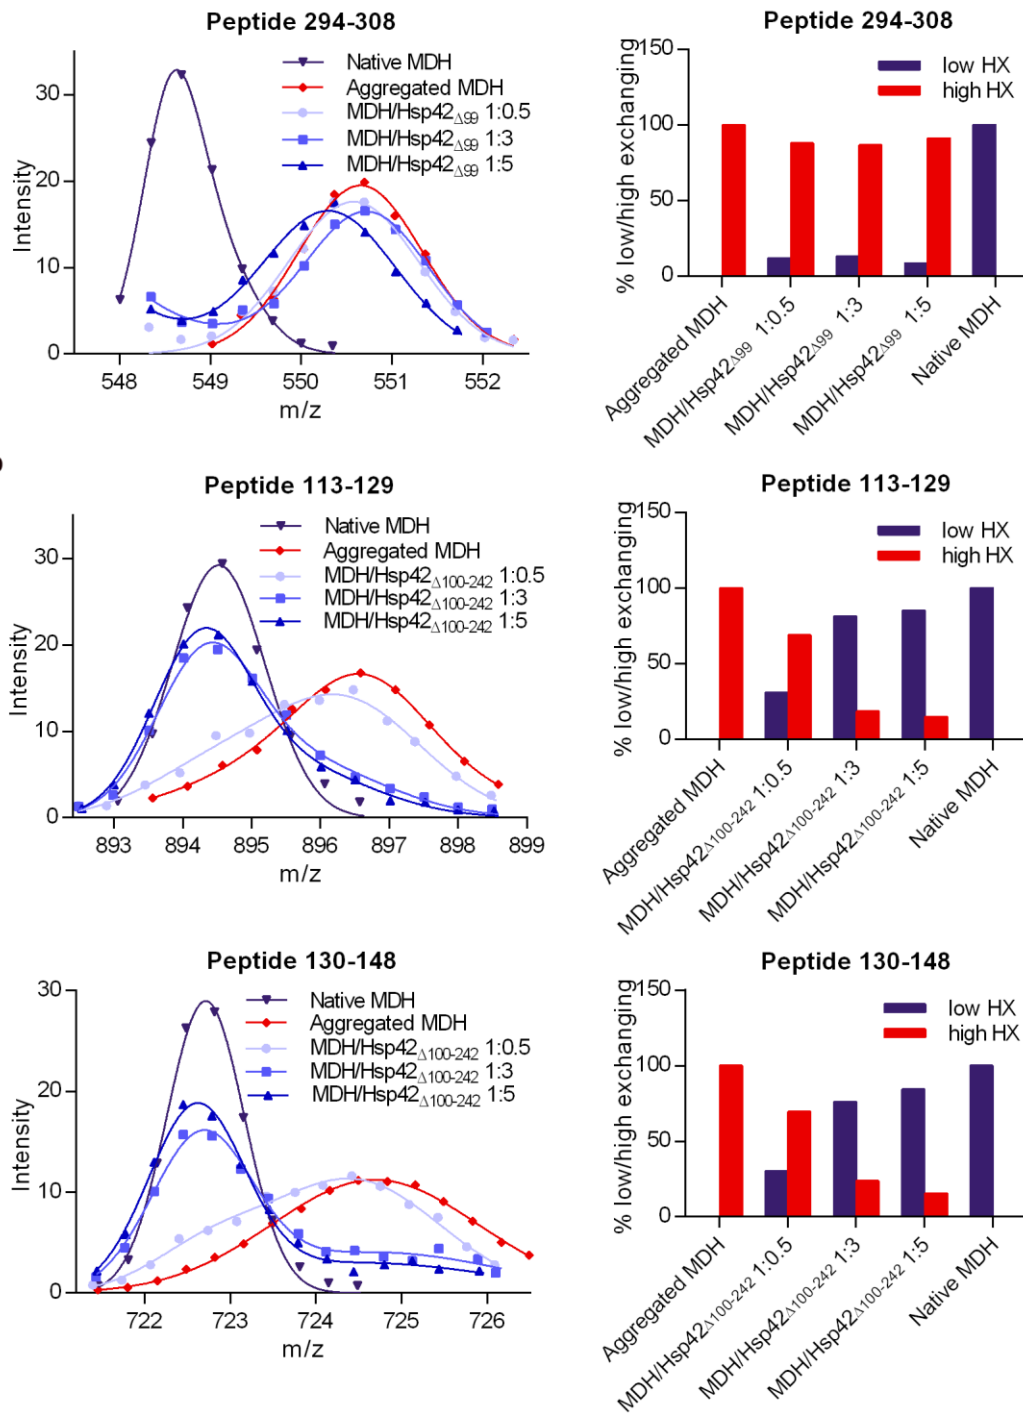 Peptide 294-308
Native MDH
Aggregated MDH
MDH/Hsp42Δ99 1:0.5
MDH/Hsp42Δ99 1:3
MDH/Hsp42Δ99 1:5
Intensity
30
20
10
0
548 549 550 551 552
m/z
Peptide 294-308
low HX
high HX
% low/high exchanging
150
100
50
0
Aggregated MDH
MDH/Hsp42Δ99 1:0.5
MDH/Hsp42Δ99 1:3
MDH/Hsp42Δ99 1:5
Native MDH
Peptide 113-129
Native MDH
Aggregated MDH
MDH/Hsp42Δ100-242 1:0.5
MDH/Hsp42Δ100-242 1:3
MDH/Hsp42Δ100-242 1:5
Intensity
30
20
10
0
893 894 895 896 897 898 899
m/z
Peptide 113-129
low HX
high HX
% low/high exchanging
150
100
50
0
Aggregated MDH
MDH/Hsp42Δ100-242 1:0.5
MDH/Hsp42Δ100-242 1:3
MDH/Hsp42Δ100-242 1:5
Native MDH
Peptide 130-148
Native MDH
Aggregated MDH
MDH/Hsp42Δ100-242 1:0.5
MDH/Hsp42Δ100-242 1:3
MDH/Hsp42Δ100-242 1:5
Intensity
30
20
10
0
722 723 724 725 726
m/z
Peptide 130-148
low HX
high HX
% low/high exchanging
150
100
50
0
Aggregated MDH
MDH/Hsp42Δ100-242 1:0.5
MDH/Hsp42Δ100-242 1:3
MDH/Hsp42Δ100-242 1:5
Native MDH